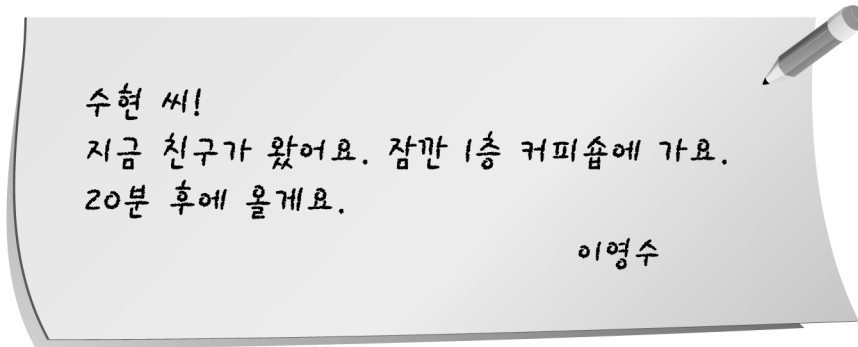 수현 씨!
지금 친구가 왔어요. 잠깐 1층 커피숍에 가요.
20분 후에 올게요.
이영수